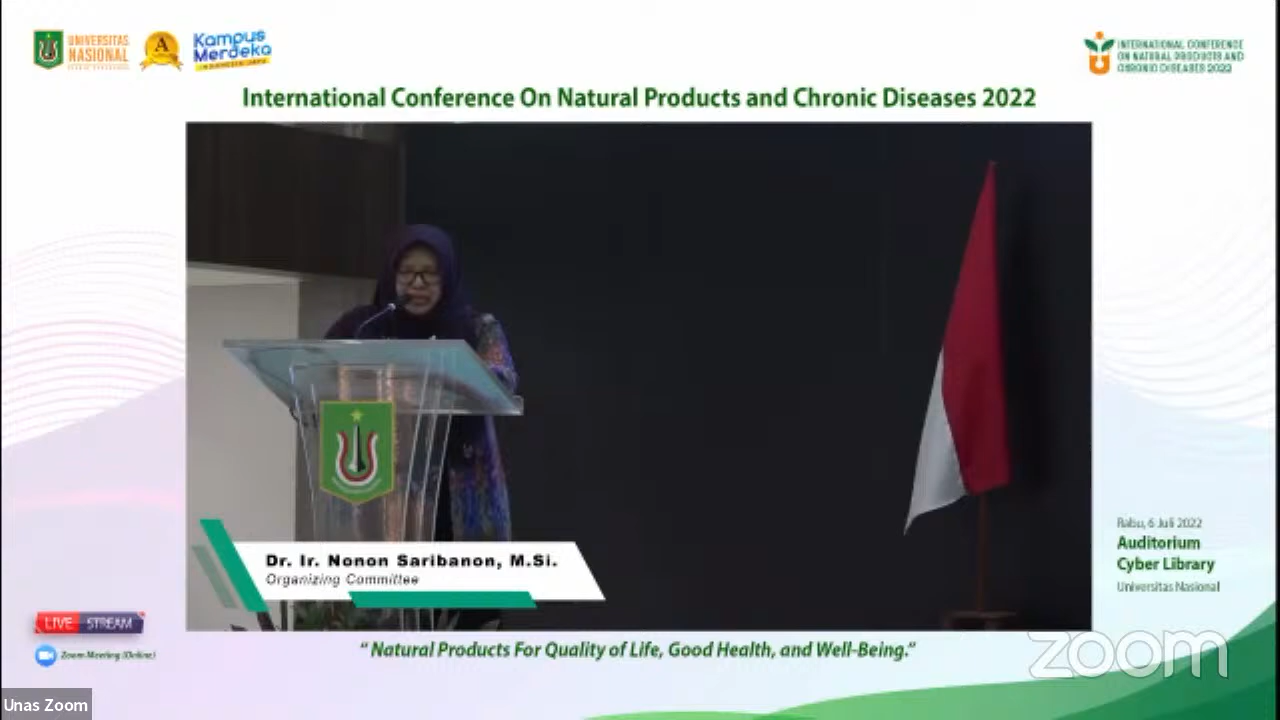 UNIVERSITAS
NASIONAL
A
Kampus
Merdeka
INDONESIA JAYA
INTERNATIONAL CONFERENCE
ON NATURAL PRODUCTS AND
CHRONIC DISEASES 2022
International Conference On Natural Products and Chronic Diseases 2022
Dr. Ir. Nonon Saribanon, M.Si.
Organizing Committee
Rabu, 6 Juli 2022
Auditorium
Cyber Library
Universitas Nasional
LIVE STREAM
Zoom Meeting (Online)
“ Natural Products For Quality of Life, Good Health, and Well-Being.”
zoom
Unas Zoom